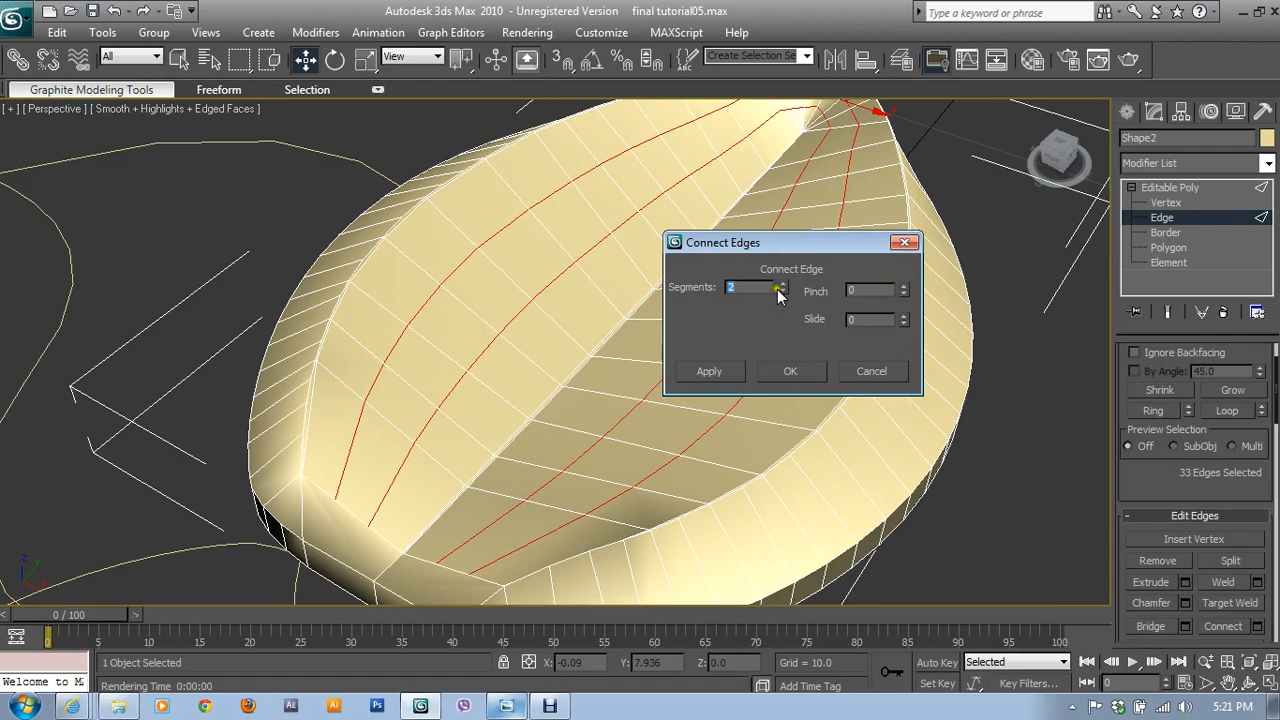 Autodesk 3ds Max 2010 - Unregistered Version final tutorial05.max
Type a keyword or phrase
Edit Tools Group Views Create Modifiers Animation Graph Editors Rendering Customize MAXScript Help
All View Create Selection Se
Graphite Modeling Tools Freeform Selection
[ + ] [ Perspective ] [ Smooth + Highlights + Edged Faces ]
Shape2
Modifier List
Editable Poly
Vertex
Edge
Border
Polygon
Element
Connect Edges
Connect Edge
Segments: 2
Pinch 0
Slide 0
Apply OK Cancel
Ignore Backfacing
By Angle: 45.0
Shrink Grow
Ring Loop
Preview Selection
Off SubObj Multi
33 Edges Selected
- Edit Edges
Insert Vertex
Remove Split
Extrude Weld
Chamfer Target Weld
Bridge Connect
< 0 / 100 >
0 5 10 15 20 25 30 35 40 45 50 55 60 65 70 75 80 85 90 95 100
1 Object Selected X: -0.09 Y: 7.936 Z: 0.0 Grid = 10.0 Auto Key Selected
Welcome to M Rendering Time 0:00:00 Add Time Tag Set Key Key Filters... 0
5:21 PM